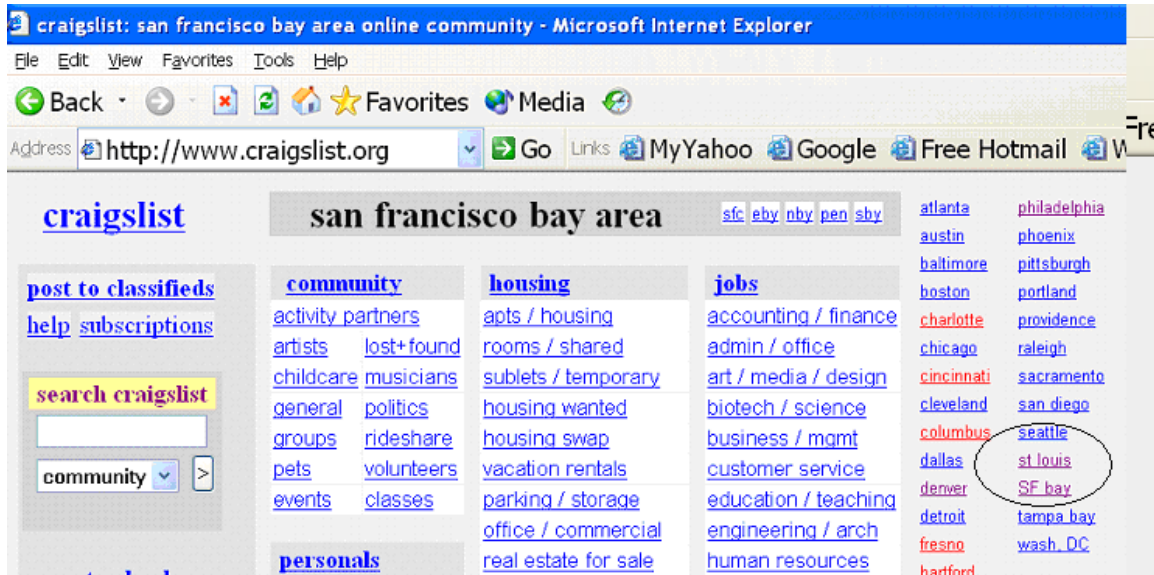 craigslist: san francisco bay area online community - Microsoft Internet Explorer
File Edit View Favorites Tools Help
Back Favorites Media
Address http://www.craigslist.org Go Links MyYahoo Google Free Hotmail W
Fre
craigslist
post to classifieds
help subscriptions
search craigslist
community >
san francisco bay area sfc eby nby pen sby
community
activity partners
artists lost+found
childcare musicians
general politics
groups rideshare
pets volunteers
events classes
personals
housing
apts / housing
rooms / shared
sublets / temporary
housing wanted
housing swap
vacation rentals
parking / storage
office / commercial
real estate for sale
jobs
accounting / finance
admin / office
art / media / design
biotech / science
business / mgmt
customer service
education / teaching
engineering / arch
human resources
atlanta
austin
baltimore
boston
charlotte
chicago
cincinnati
cleveland
columbus
dallas
denver
detroit
fresno
hartford
philadelphia
phoenix
pittsburgh
portland
providence
raleigh
sacramento
san diego
seattle
st louis
SF bay
tampa bay
wash, DC